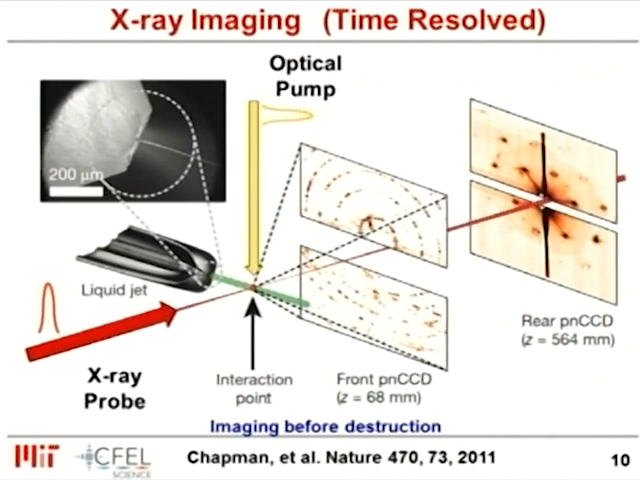 X-ray Imaging (Time Resolved)
Optical
Pump
200 μm
Liquid jet
X-ray
Probe
Interaction
point
Front pnCCD
(z = 68 mm)
Rear pnCCD
(z = 564 mm)
Imaging before destruction
MIT
CFEL
SCIENCE
Chapman, et al. Nature 470, 73, 2011
10